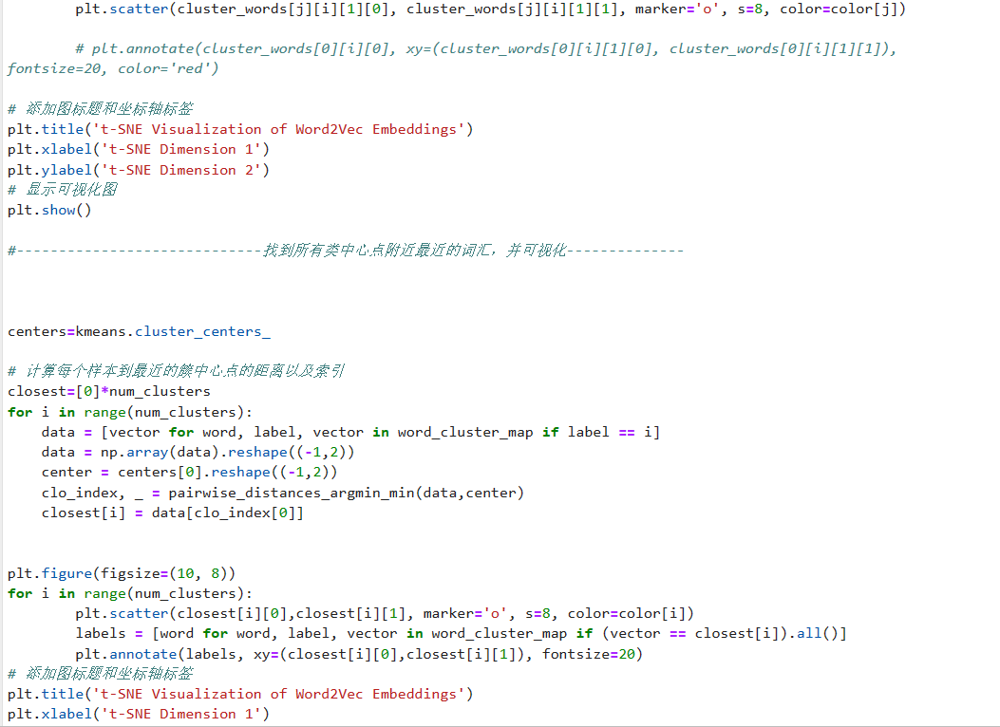 plt.scatter(cluster_words[j][i][1][0], cluster_words[j][i][1][1], marker='o', s=8, color=color[j])
# plt.annotate(cluster_words[0][i][0], xy=(cluster_words[0][i][1][0], cluster_words[0][i][1][1]),
fontsize=20, color='red')
# 添加图标题和坐标轴标签
plt.title('t-SNE Visualization of Word2Vec Embeddings')
plt.xlabel('t-SNE Dimension 1')
plt.ylabel('t-SNE Dimension 2')
# 显示可视化图
plt.show()
#-----------------------------找到所有类中心点附近最近的词汇，并可视化--------------
centers=kmeans.cluster_centers_
# 计算每个样本到最近的簇中心点的距离以及索引
closest=[0]*num_clusters
for i in range(num_clusters):
    data = [vector for word, label, vector in word_cluster_map if label == i]
    data = np.array(data).reshape((-1,2))
    center = centers[0].reshape((-1,2))
    clo_index, _ = pairwise_distances_argmin_min(data,center)
    closest[i] = data[clo_index[0]]
plt.figure(figsize=(10, 8))
for i in range(num_clusters):
        plt.scatter(closest[i][0],closest[i][1], marker='o', s=8, color=color[i])
        labels = [word for word, label, vector in word_cluster_map if (vector == closest[i]).all()]
        plt.annotate(labels, xy=(closest[i][0],closest[i][1]), fontsize=20)
# 添加图标题和坐标轴标签
plt.title('t-SNE Visualization of Word2Vec Embeddings')
plt.xlabel('t-SNE Dimension 1')